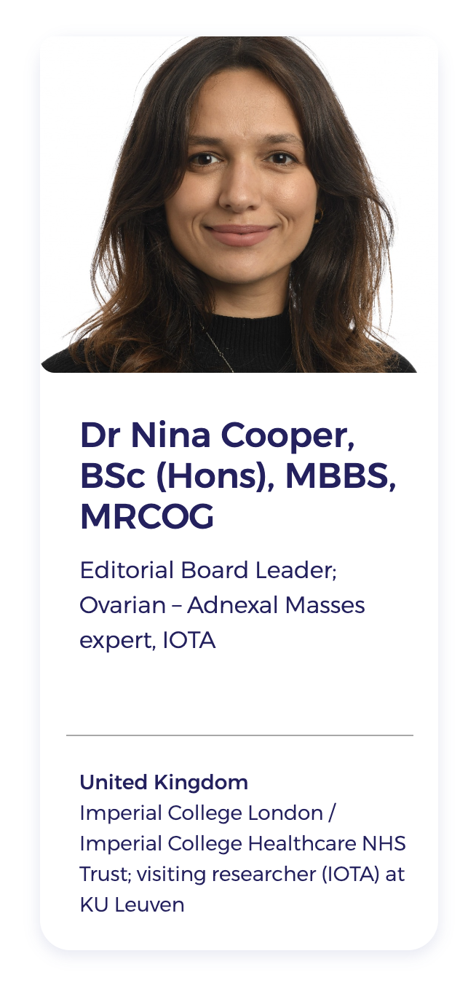 Dr Nina Cooper,
BSc (Hons), MBBS,
MRCOG
Editorial Board Leader;
Ovarian – Adnexal Masses
expert, IOTA
United Kingdom
Imperial College London /
Imperial College Healthcare NHS
Trust; visiting researcher (IOTA) at
KU Leuven